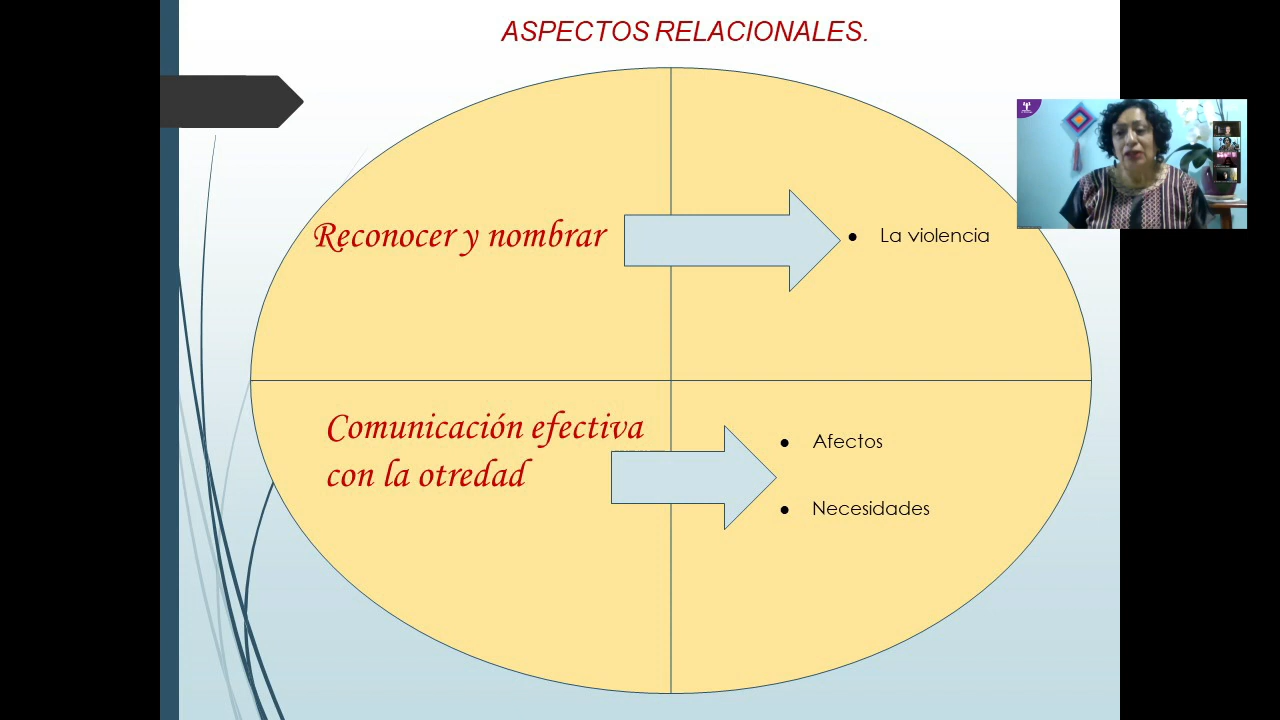 ASPECTOS RELACIONALES.
Reconocer y nombrar
● La violencia
Comunicación efectiva
con la otredad
● Afectos
● Necesidades